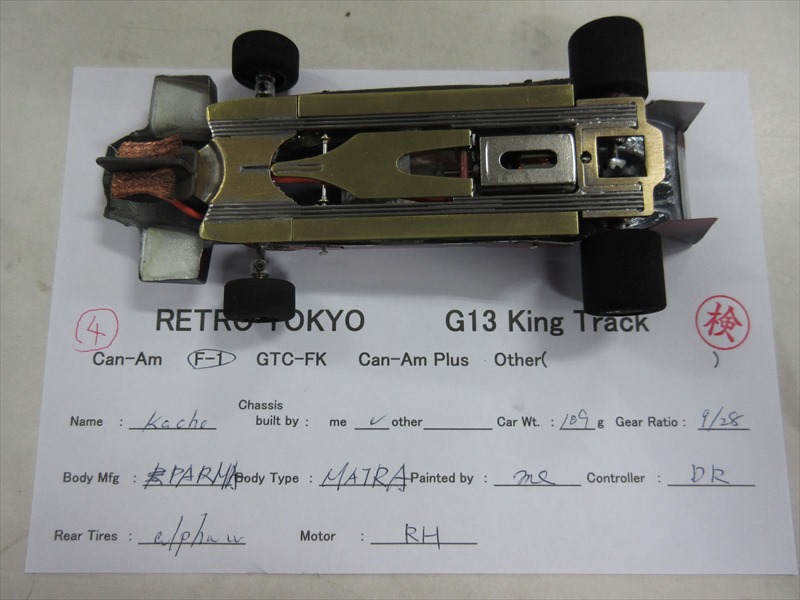 ④ RETRO TOKYO G13 King Track 検
Can-Am F-1 GTC-FK Can-Am Plus Other( )
Name : Kacho Chassis built by : me ✓ other Car Wt. : 109 g Gear Ratio : 9/28
Body Mfg : PARMA Body Type : MATRA Painted by : me Controller : DR
Rear Tires : alpha Motor : RH